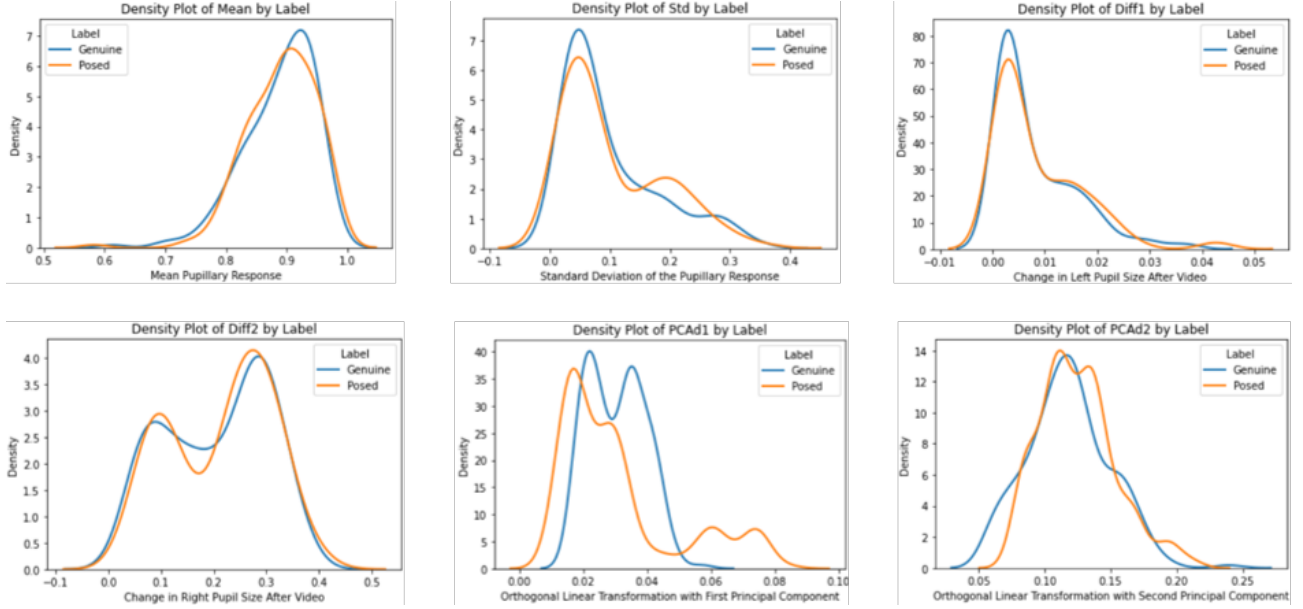 Density Plot of Mean by Label
7
6
5
4
3
2
1
0
Density
Label
Genuine
Posed
0.5 0.6 0.7 0.8 0.9 1.0
Mean Pupillary Response
Density Plot of Std by Label
7
6
5
4
3
2
1
0
Density
Label
Genuine
Posed
−0.1 0.0 0.1 0.2 0.3 0.4
Standard Deviation of the Pupillary Response
Density Plot of Diff1 by Label
80
70
60
50
40
30
20
10
0
Density
Label
Genuine
Posed
−0.01 0.00 0.01 0.02 0.03 0.04 0.05
Change in Left Pupil Size After Video
Density Plot of Diff2 by Label
4.0
3.5
3.0
2.5
2.0
1.5
1.0
0.5
0.0
Density
Label
Genuine
Posed
−0.1 0.0 0.1 0.2 0.3 0.4 0.5
Change in Right Pupil Size After Video
Density Plot of PCAd1 by Label
40
35
30
25
20
15
10
5
0
Density
Label
Genuine
Posed
0.00 0.02 0.04 0.06 0.08 0.10
Orthogonal Linear Transformation with First Principal Component
Density Plot of PCAd2 by Label
14
12
10
8
6
4
2
0
Density
Label
Genuine
Posed
0.05 0.10 0.15 0.20 0.25
Orthogonal Linear Transformation with Second Principal Component